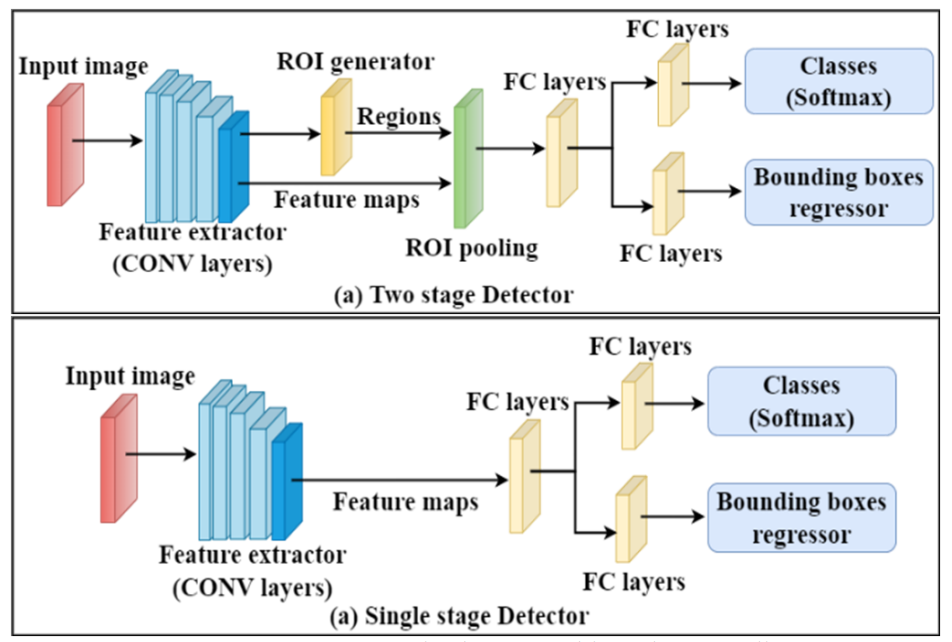 Input image
ROI generator
FC layers
FC layers
Classes
(Softmax)
Regions
Feature maps
Bounding boxes
regressor
Feature extractor
(CONV layers)
ROI pooling
FC layers
(a) Two stage Detector
Input image
FC layers
FC layers
Classes
(Softmax)
Feature maps
Bounding boxes
regressor
Feature extractor
(CONV layers)
FC layers
(a) Single stage Detector